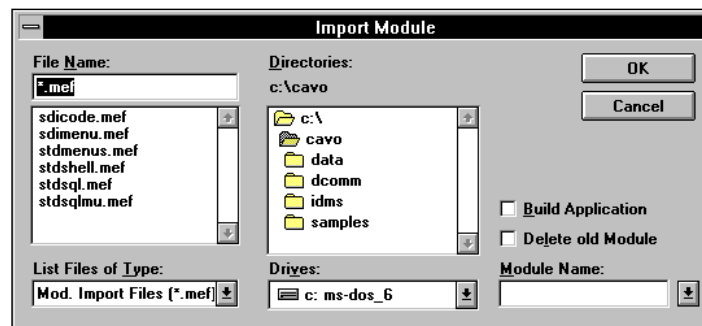 Import Module
File Name:
*.mef
sdicode.mef
sdimenu.mef
stdmenus.mef
stdshell.mef
stdsql.mef
stdsqlmu.mef
List Files of Type:
Mod. Import Files (*.mef)
Directories:
c:\cavo
c:\
cavo
data
dcomm
idms
samples
Drives:
c: ms-dos_6
OK
Cancel
Build Application
Delete old Module
Module Name: